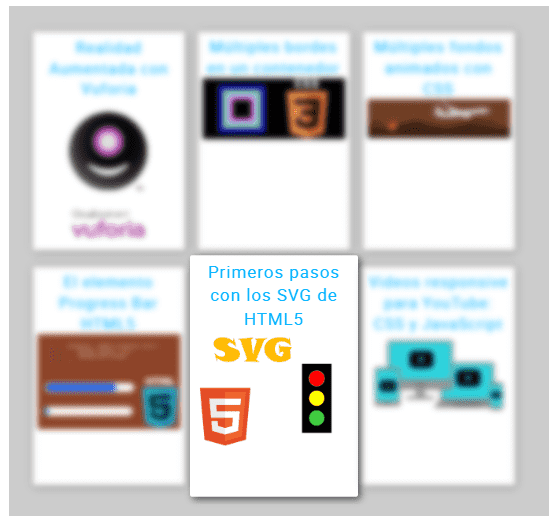 Realidad
Aumentada con
Vuforia
vuforia
Múltiples bordes
en un contenedor
Múltiples fondos
animados con
CSS
El elemento
Progress Bar
HTML5
Primeros pasos
con los SVG de
HTML5
SVG
5
Videos responsive
para YouTube:
CSS y JavaScript